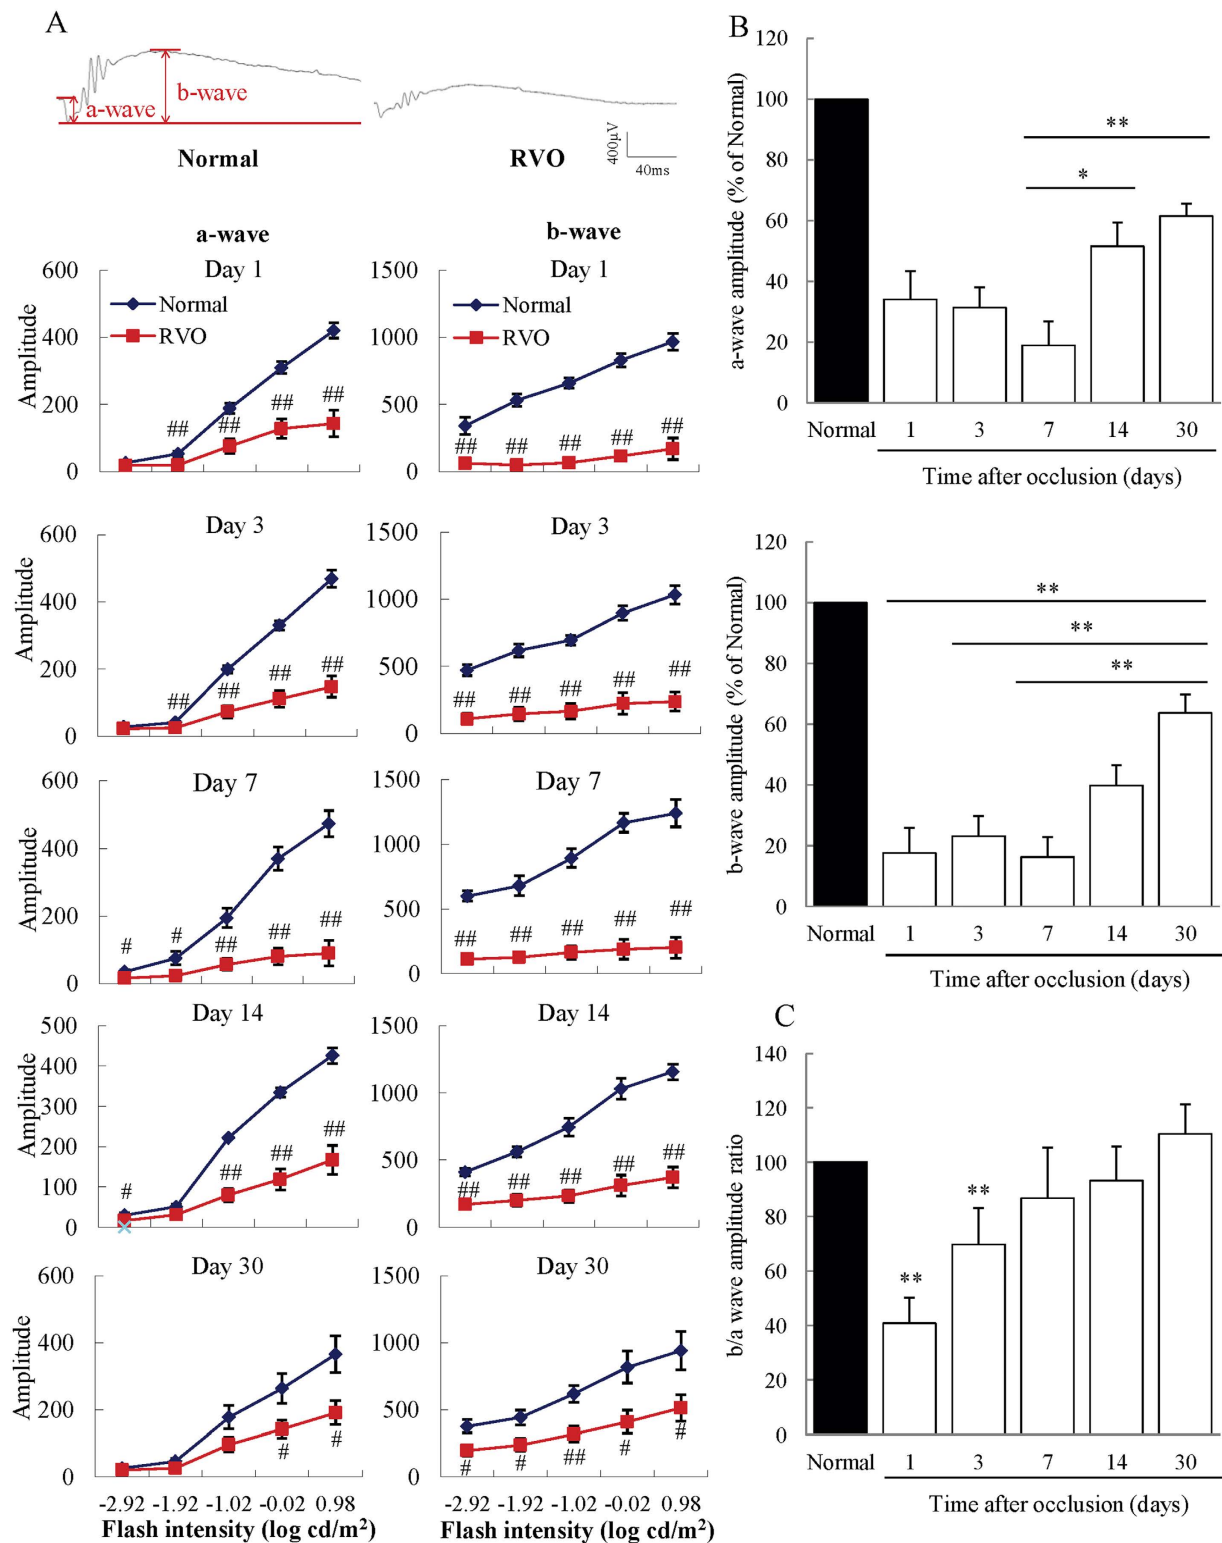 A
a-wave
b-wave
Normal
RVO
400μV
40ms
a-wave
b-wave
Day 1
Day 1
600
400
200
0
Amplitude
Normal
RVO
##
##
##
##
1500
1000
500
0
Normal
RVO
##
##
##
##
##
Day 3
Day 3
600
400
200
0
Amplitude
##
##
##
##
1500
1000
500
0
##
##
##
##
##
Day 7
Day 7
600
400
200
0
Amplitude
#
#
##
##
##
1500
1000
500
0
##
##
##
##
##
Day 14
Day 14
500
400
300
200
100
0
Amplitude
#
##
##
##
1500
1000
500
0
##
##
##
##
##
Day 30
Day 30
600
400
200
0
Amplitude
#
#
1500
1000
500
0
#
#
##
#
#
-2.92 -1.92 -1.02 -0.02 0.98
-2.92 -1.92 -1.02 -0.02 0.98
Flash intensity (log cd/m²)
Flash intensity (log cd/m²)
B
a-wave amplitude (% of Normal)
120
100
80
60
40
20
0
**
*
Normal 1 3 7 14 30
Time after occlusion (days)
b-wave amplitude (% of Normal)
120
100
80
60
40
20
0
**
**
**
Normal 1 3 7 14 30
Time after occlusion (days)
C
b/a wave amplitude ratio
140
120
100
80
60
40
20
0
**
**
Normal 1 3 7 14 30
Time after occlusion (days)